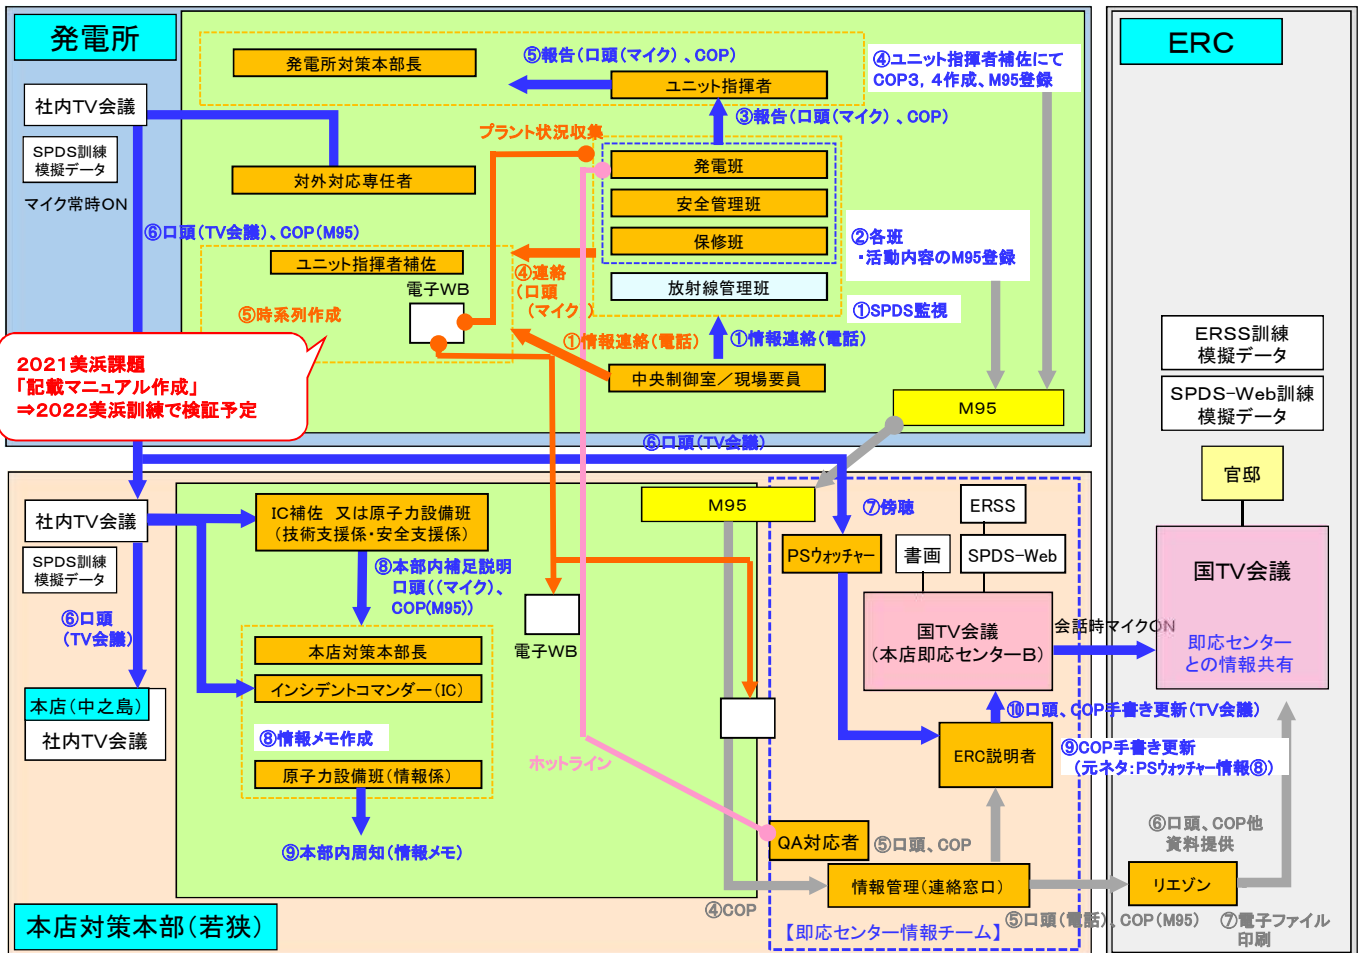 発電所
発電所対策本部長
⑤報告(口頭(マイク)、COP)
ユニット指揮者
④ユニット指揮者補佐にて
COP3,4作成、M95登録
社内TV会議
SPDS訓練
模擬データ
マイク常時ON
対外対応専任者
プラント状況収集
③報告(口頭(マイク)、COP)
発電班
安全管理班
保修班
放射線管理班
②各班
・活動内容のM95登録
①SPDS監視
⑥口頭(TV会議)、COP(M95)
ユニット指揮者補佐
電子WB
⑤時系列作成
④連絡
(口頭
(マイク))
①情報連絡(電話)
①情報連絡(電話)
中央制御室/現場要員
M95
2021美浜課題
「記載マニュアル作成」
⇒2022美浜訓練で検証予定
⑥口頭(TV会議)
ERC
ERSS訓練
模擬データ
SPDS-Web訓練
模擬データ
官邸
国TV会議
即応センター
との情報共有
社内TV会議
SPDS訓練
模擬データ
⑥口頭
(TV会議)
本店(中之島)
社内TV会議
IC補佐 又は原子力設備班
(技術支援係・安全支援係)
⑧本部内補足説明
口頭((マイク)、
COP(M95))
本店対策本部長
インシデントコマンダー(IC)
⑧情報メモ作成
原子力設備班(情報係)
⑨本部内周知(情報メモ)
電子WB
ホットライン
M95
⑦傍聴
PSウォッチャー
書画
ERSS
SPDS-Web
国TV会議
(本店即応センターB)
会話時マイクON
⑩口頭、COP手書き更新(TV会議)
ERC説明者
⑨COP手書き更新
(元ネタ:PSウォッチャー情報⑧)
QA対応者
⑤口頭、COP
情報管理(連絡窓口)
④COP
【即応センター情報チーム】
⑤口頭(電話)、COP(M95)
リエゾン
⑥口頭、COP他
資料提供
⑦電子ファイル
印刷
本店対策本部(若狭)